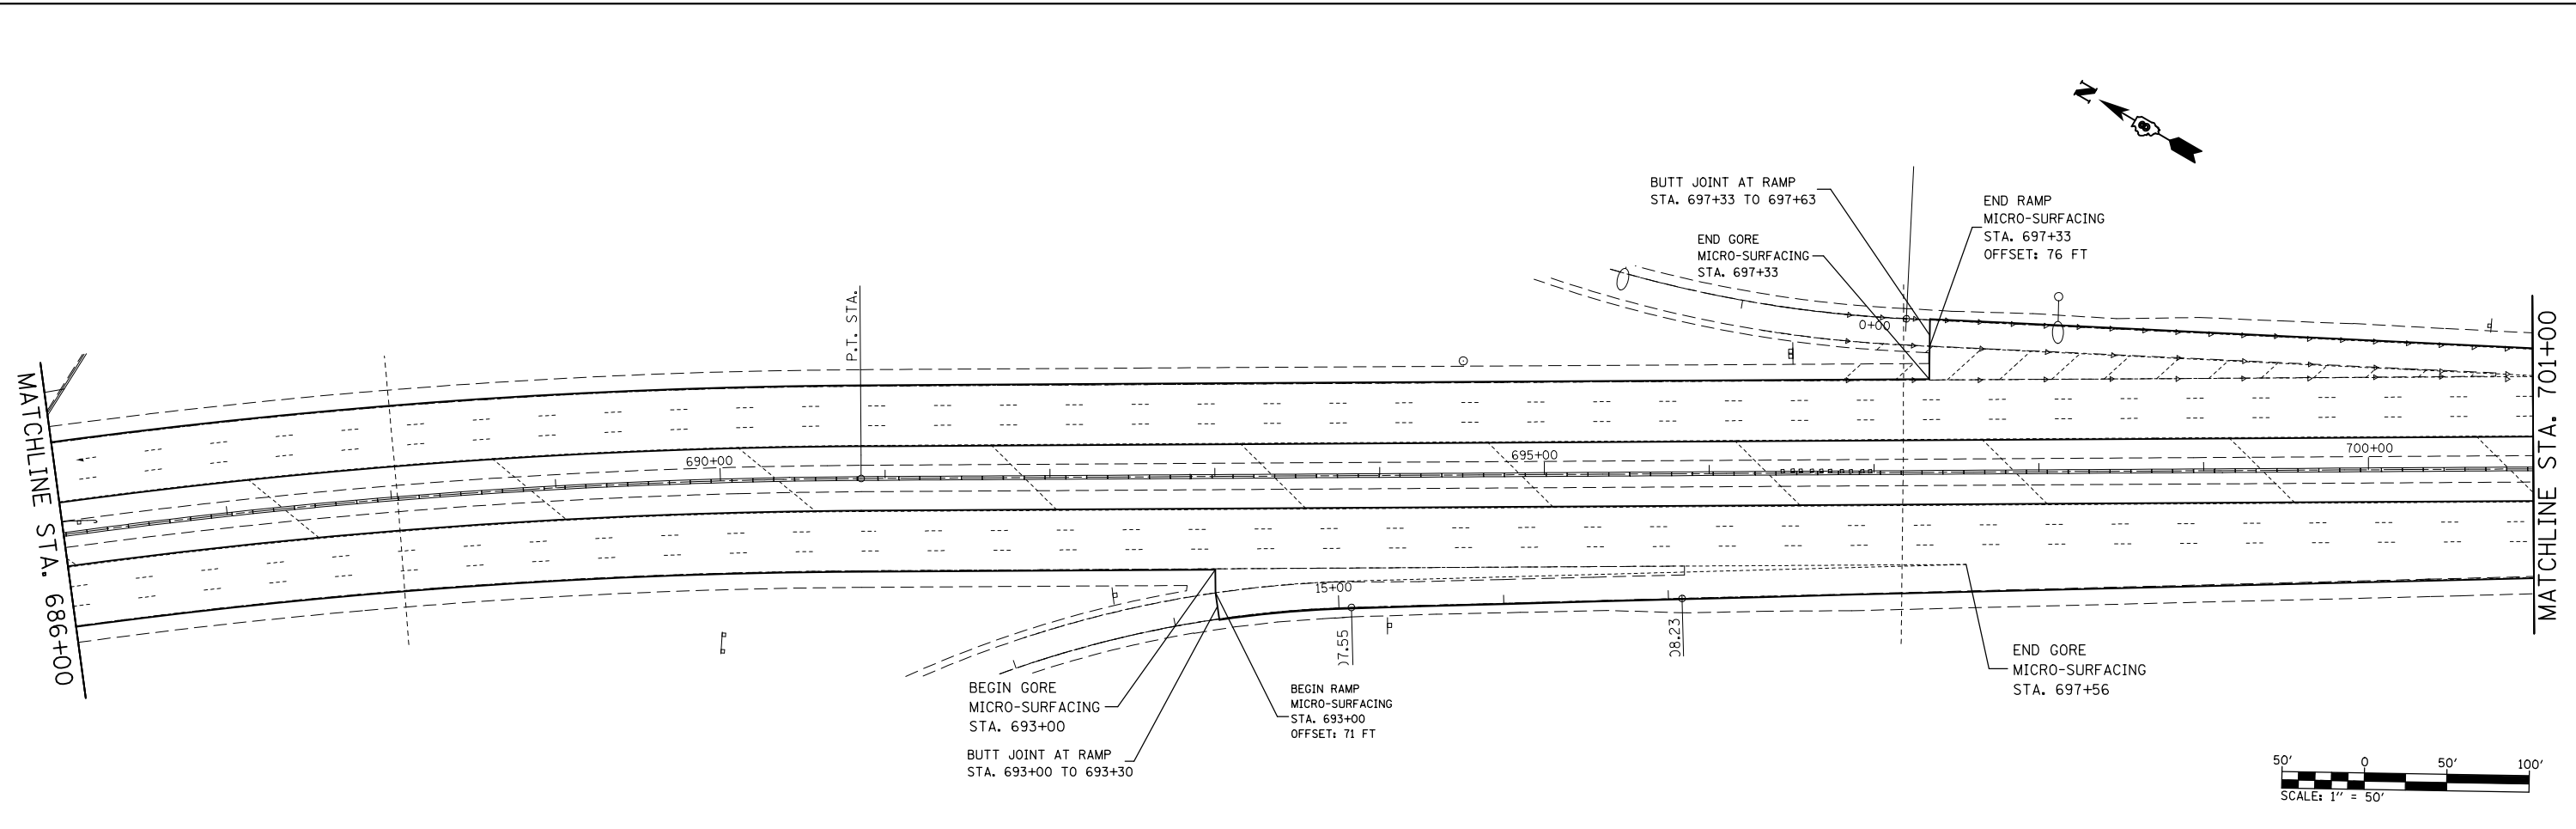 N
BUTT JOINT AT RAMP
STA. 697+33 TO 697+63
END RAMP
MICRO-SURFACING
STA. 697+33
OFFSET: 76 FT
END GORE
MICRO-SURFACING
STA. 697+33
P.T. STA.
0+00
MATCHLINE STA. 686+00
690+00
695+00
700+00
MATCHLINE STA. 701+00
15+00
07.55
08.23
BEGIN GORE
MICRO-SURFACING
STA. 693+00
BEGIN RAMP
MICRO-SURFACING
STA. 693+00
OFFSET: 71 FT
BUTT JOINT AT RAMP
STA. 693+00 TO 693+30
END GORE
MICRO-SURFACING
STA. 697+56
50' 0 50' 100'
SCALE: 1" = 50'